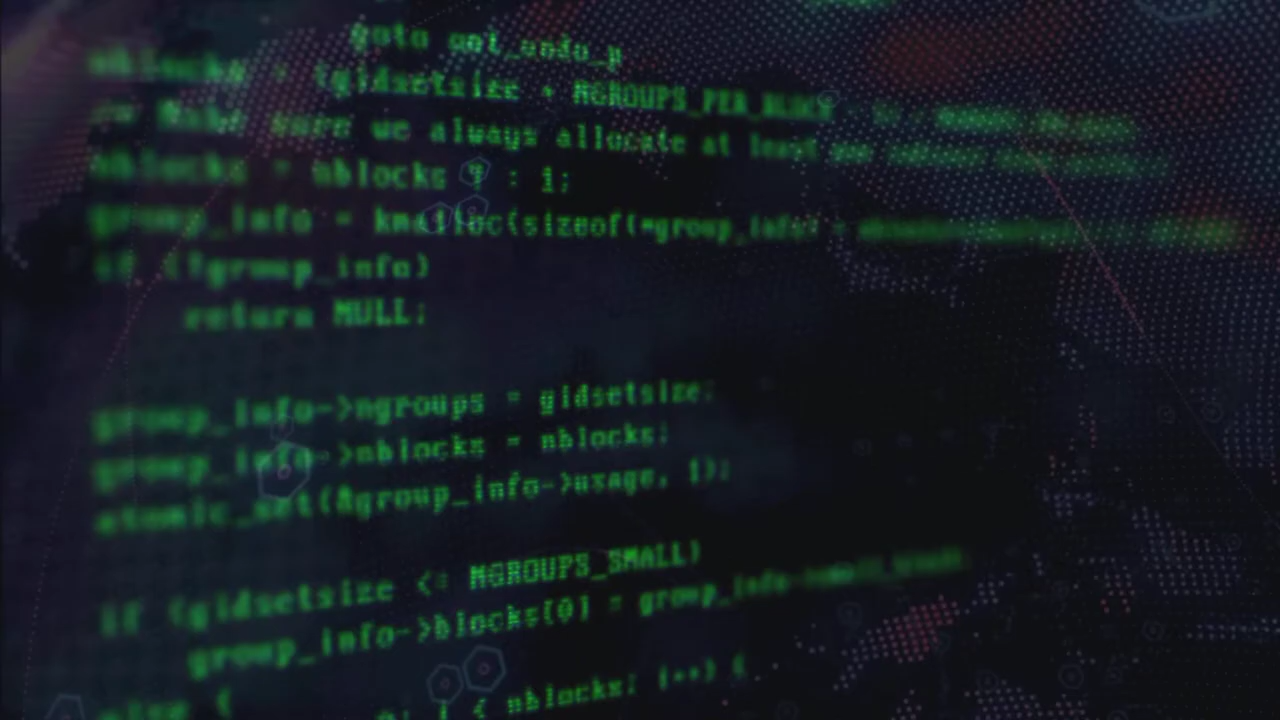 goto out_undo_p
nblocks = (gidsetsize + NGROUPS_PER_BLOCK
Make sure we always allocate at least
nblocks = nblocks ? : 1;
group_info = kmalloc(sizeof(*group_info) +
if (!group_info)
return NULL;
group_info->ngroups = gidsetsize;
group_info->nblocks = nblocks;
atomic_set(&group_info->usage, 1);
if (gidsetsize <= NGROUPS_SMALL)
group_info->blocks[0] = group_info->small_block;
else {
i < nblocks; i++) {